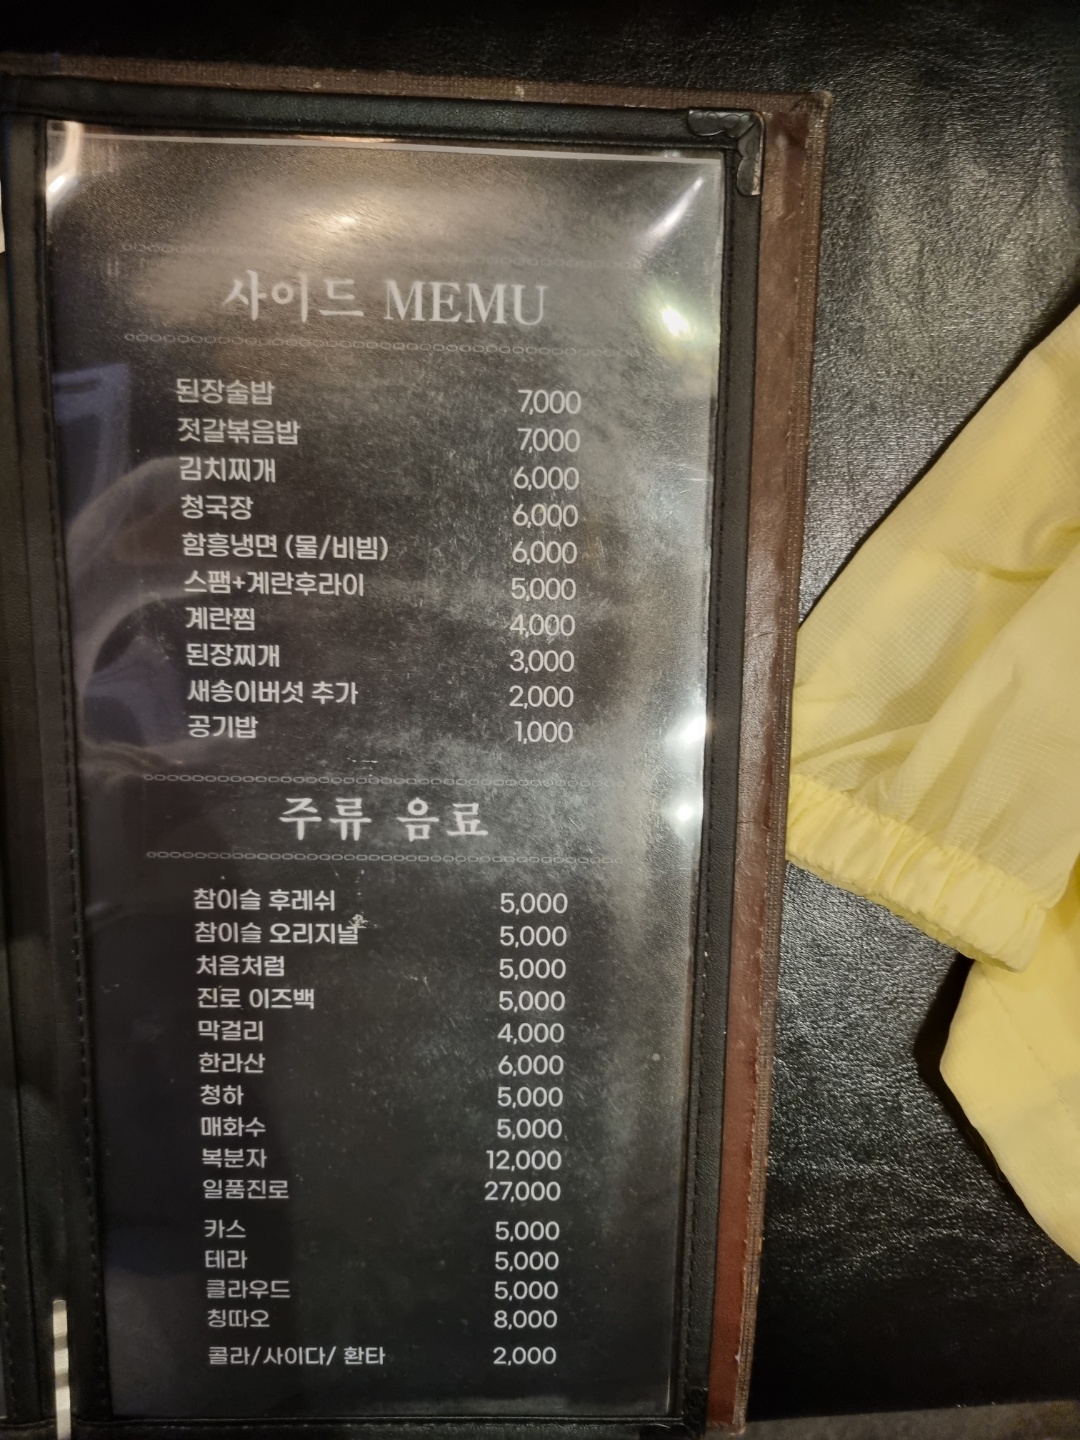 사이드 MEMU
된장술밥 7,000
젓갈볶음밥 7,000
김치찌개 6,000
청국장 6,000
함흥냉면 (물/비빔) 6,000
스팸+계란후라이 5,000
계란찜 4,000
된장찌개 3,000
새송이버섯 추가 2,000
공기밥 1,000
주류 음료
참이슬 후레쉬 5,000
참이슬 오리지널 5,000
처음처럼 5,000
진로 이즈백 5,000
막걸리 4,000
한라산 6,000
청하 5,000
매화수 5,000
복분자 12,000
일품진로 27,000
카스 5,000
테라 5,000
클라우드 5,000
칭따오 8,000
콜라/사이다/ 환타 2,000